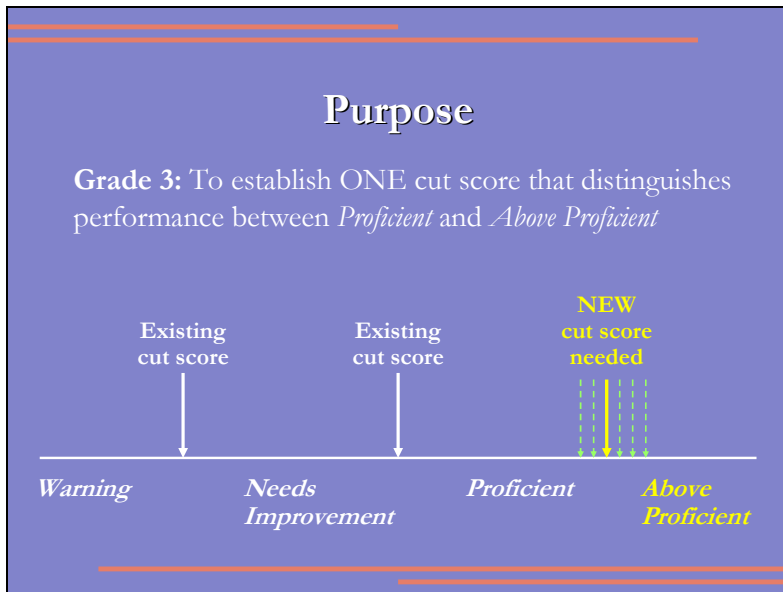 Purpose
Grade 3: To establish ONE cut score that distinguishes
performance between Proficient and Above Proficient
Existing
cut score
Existing
cut score
NEW
cut score
needed
Warning
Needs
Improvement
Proficient
Above
Proficient